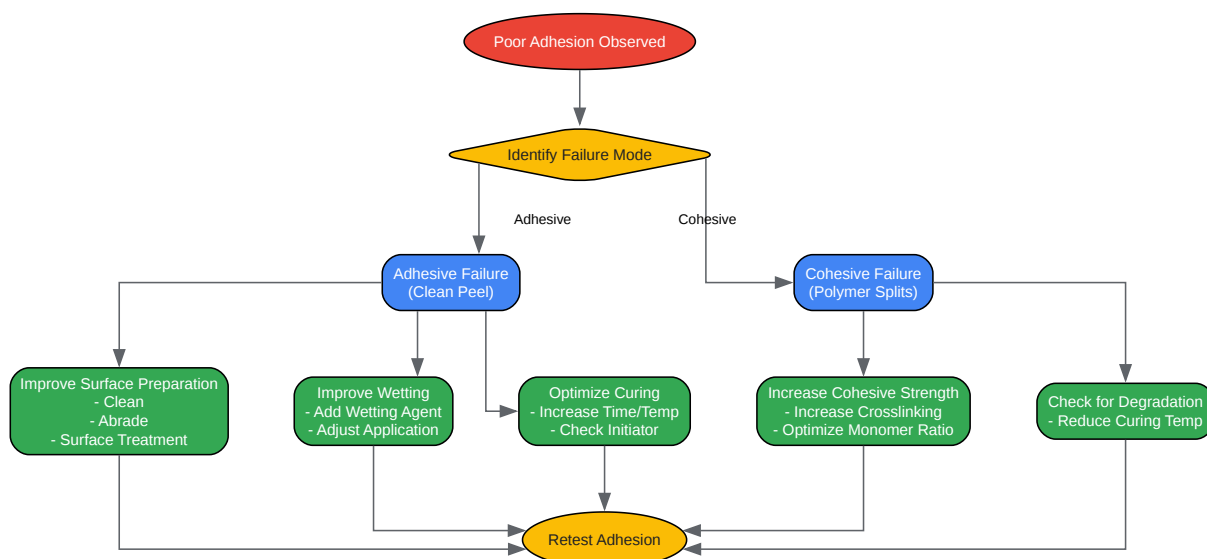 Poor Adhesion Observed
Identify Failure Mode
Adhesive
Cohesive
Adhesive Failure
(Clean Peel)
Cohesive Failure
(Polymer Splits)
Improve Surface Preparation
- Clean
- Abrade
- Surface Treatment
Improve Wetting
- Add Wetting Agent
- Adjust Application
Optimize Curing
- Increase Time/Temp
- Check Initiator
Increase Cohesive Strength
- Increase Crosslinking
- Optimize Monomer Ratio
Check for Degradation
- Reduce Curing Temp
Retest Adhesion